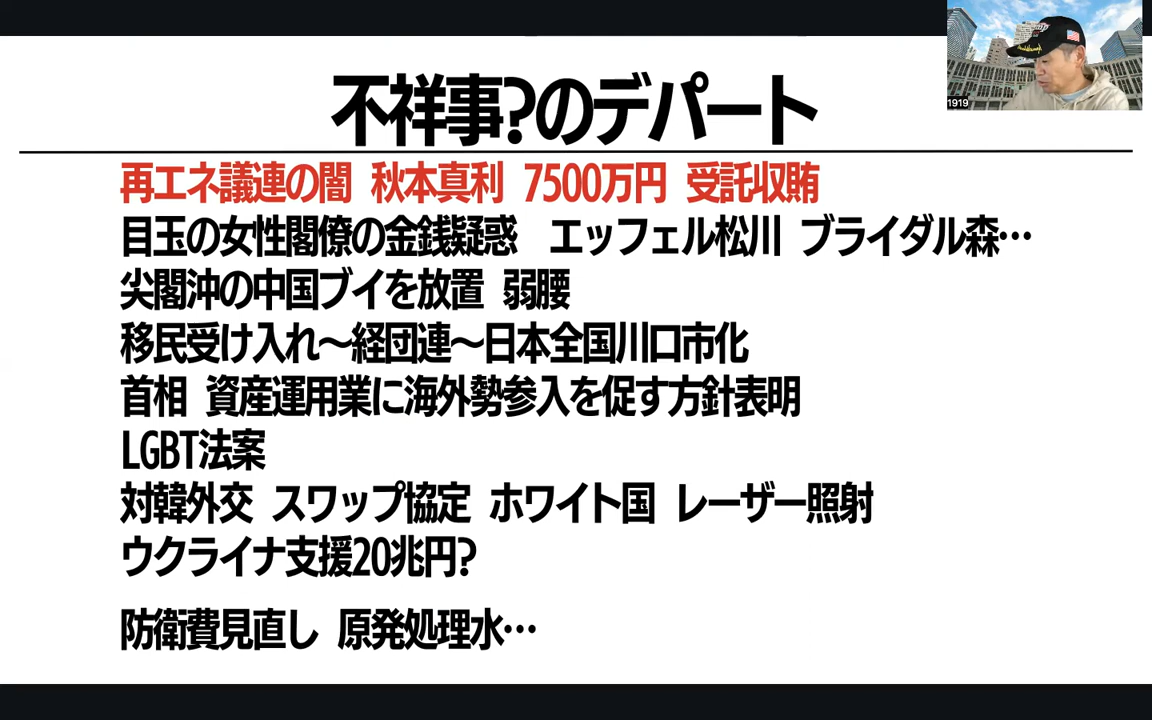 不祥事?のデパート
1919
再エネ議連の闇 秋本真利 7500万円 受託収賄
目玉の女性閣僚の金銭疑惑 エッフェル松川 ブライダル森…
尖閣沖の中国ブイを放置 弱腰
移民受け入れ〜経団連〜日本全国川口市化
首相 資産運用業に海外勢参入を促す方針表明
LGBT法案
対韓外交 スワップ協定 ホワイト国 レーザー照射
ウクライナ支援20兆円?
防衛費見直し 原発処理水…